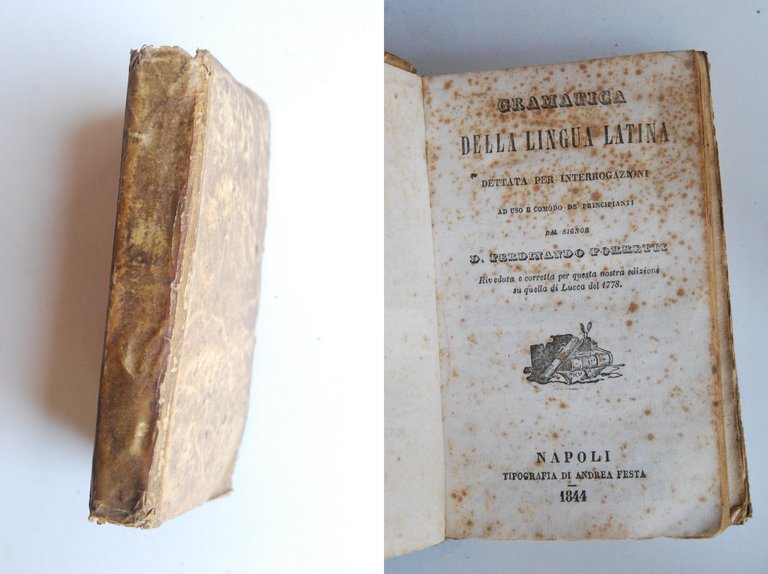 GRAMATICA
DELLA LINGUA LATINA
DETTATA PER INTERROGAZIONI
AD USO E COMODO DE' PRINCIPIANTI
DAL SIGNOR
D. FERDINANDO PORRETTI
Riveduta e corretta per questa nostra edizione
su quella di Lucca del 1778.
NAPOLI
TIPOGRAFIA DI ANDREA FESTA
1844